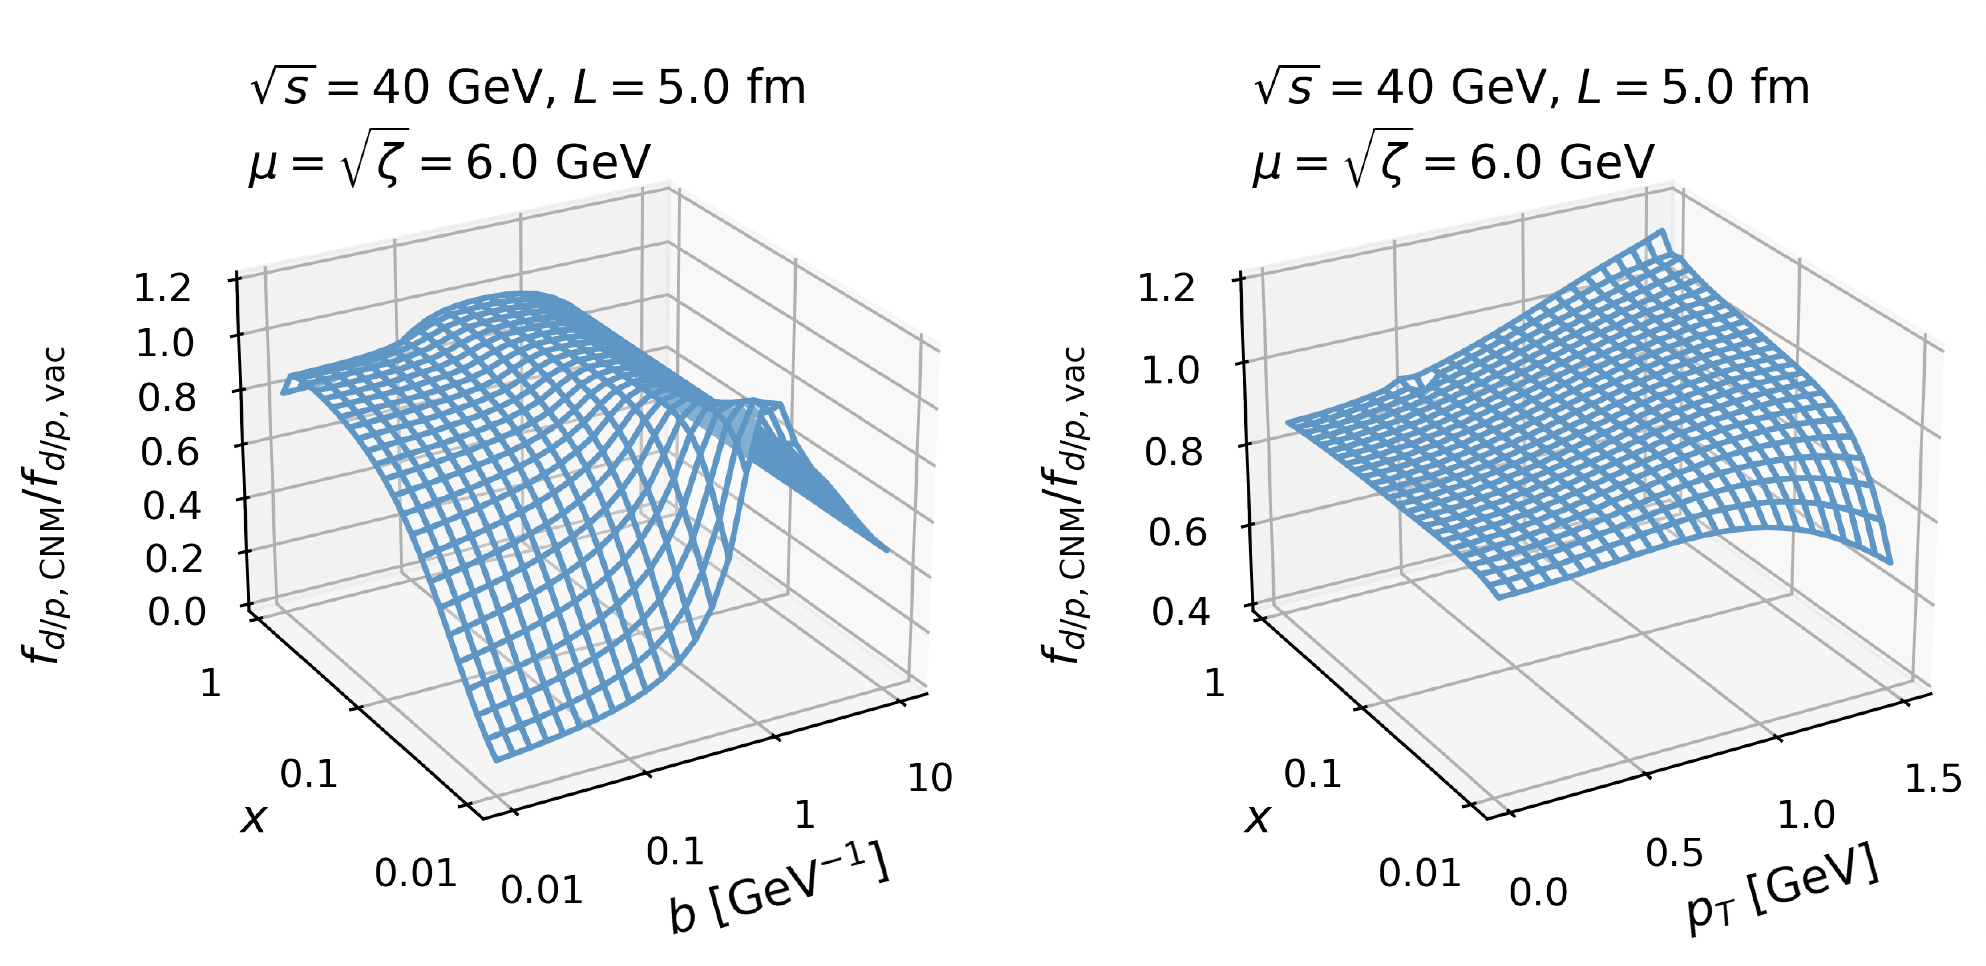 √s = 40 GeV, L = 5.0 fm
μ = √ζ = 6.0 GeV
1.2
1.0
0.8
0.6
0.4
0.2
0.0
f_{d/p, CNM}/f_{d/p, vac}
1
0.1
0.01
x
0.01
0.1
1
10
b [GeV⁻¹]
√s = 40 GeV, L = 5.0 fm
μ = √ζ = 6.0 GeV
1.2
1.0
0.8
0.6
0.4
f_{d/p, CNM}/f_{d/p, vac}
1
0.1
0.01
x
0.0
0.5
1.0
1.5
p_T [GeV]